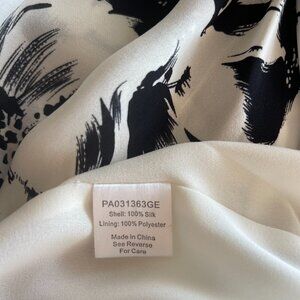 PA031363GE
Shell: 100% Silk
Lining: 100% Polyester
Made in China
See Reverse
For Care